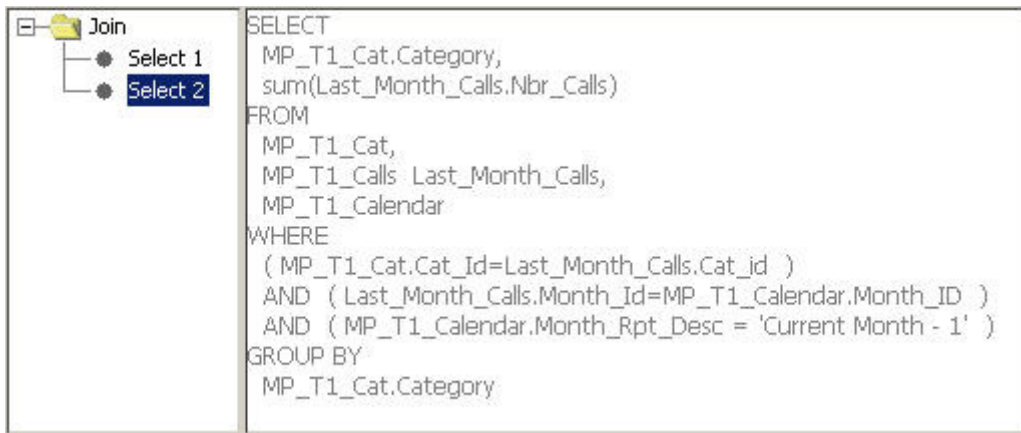 Join
Select 1
Select 2
SELECT
MP_T1_Cat.Category,
sum(Last_Month_Calls.Nbr_Calls)
FROM
MP_T1_Cat,
MP_T1_Calls Last_Month_Calls,
MP_T1_Calendar
WHERE
( MP_T1_Cat.Cat_Id=Last_Month_Calls.Cat_id )
AND ( Last_Month_Calls.Month_Id=MP_T1_Calendar.Month_ID )
AND ( MP_T1_Calendar.Month_Rpt_Desc = 'Current Month - 1' )
GROUP BY
MP_T1_Cat.Category